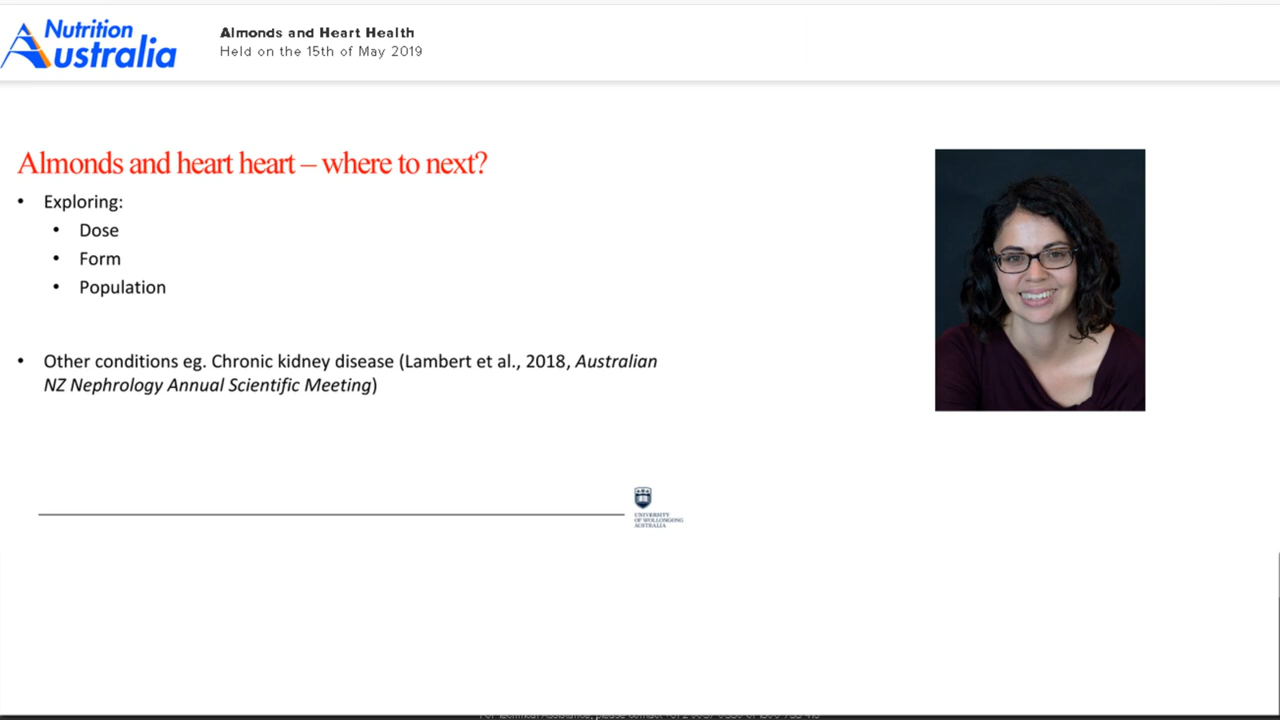 Nutrition
Australia
Almonds and Heart Health
Held on the 15th of May 2019
Almonds and heart heart – where to next?
• Exploring:
• Dose
• Form
• Population
• Other conditions eg. Chronic kidney disease (Lambert et al., 2018, Australian
NZ Nephrology Annual Scientific Meeting)
UNIVERSITY
OF WOLLONGONG
AUSTRALIA